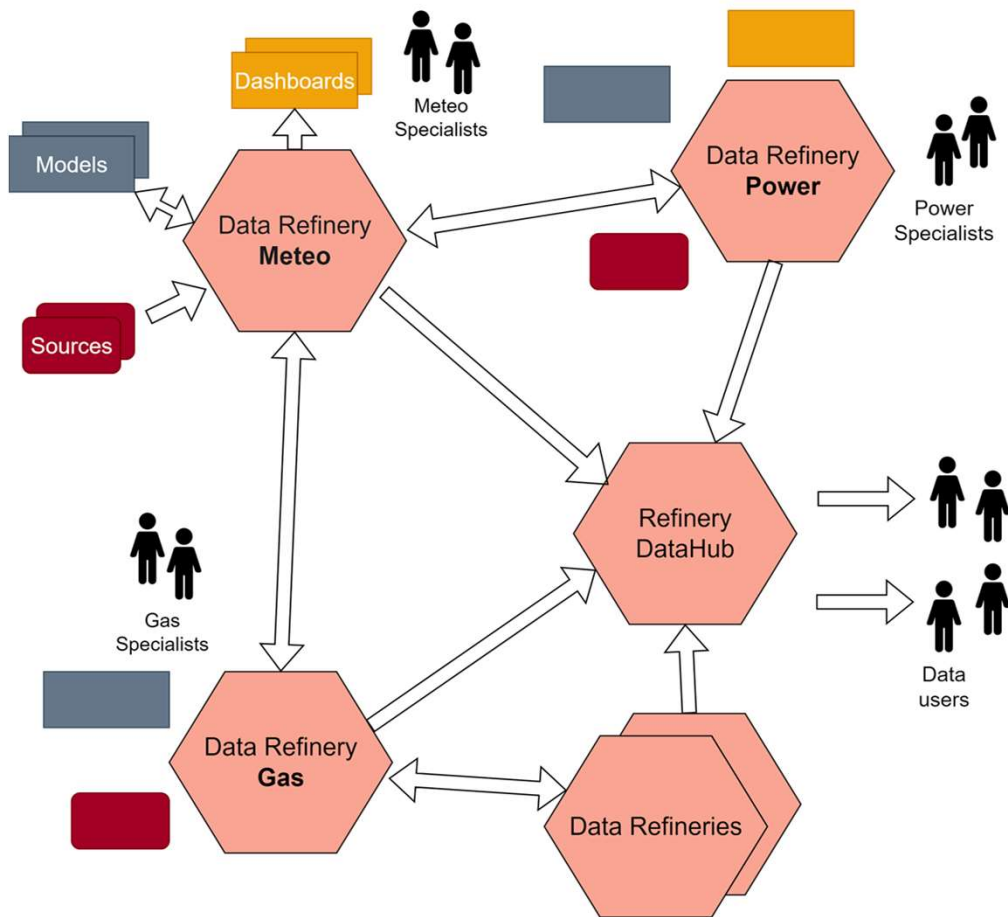 Dashboards
Meteo
Specialists
Models
Data Refinery
Meteo
Data Refinery
Power
Power
Specialists
Sources
Refinery
DataHub
Gas
Specialists
Data
users
Data Refinery
Gas
Data Refineries